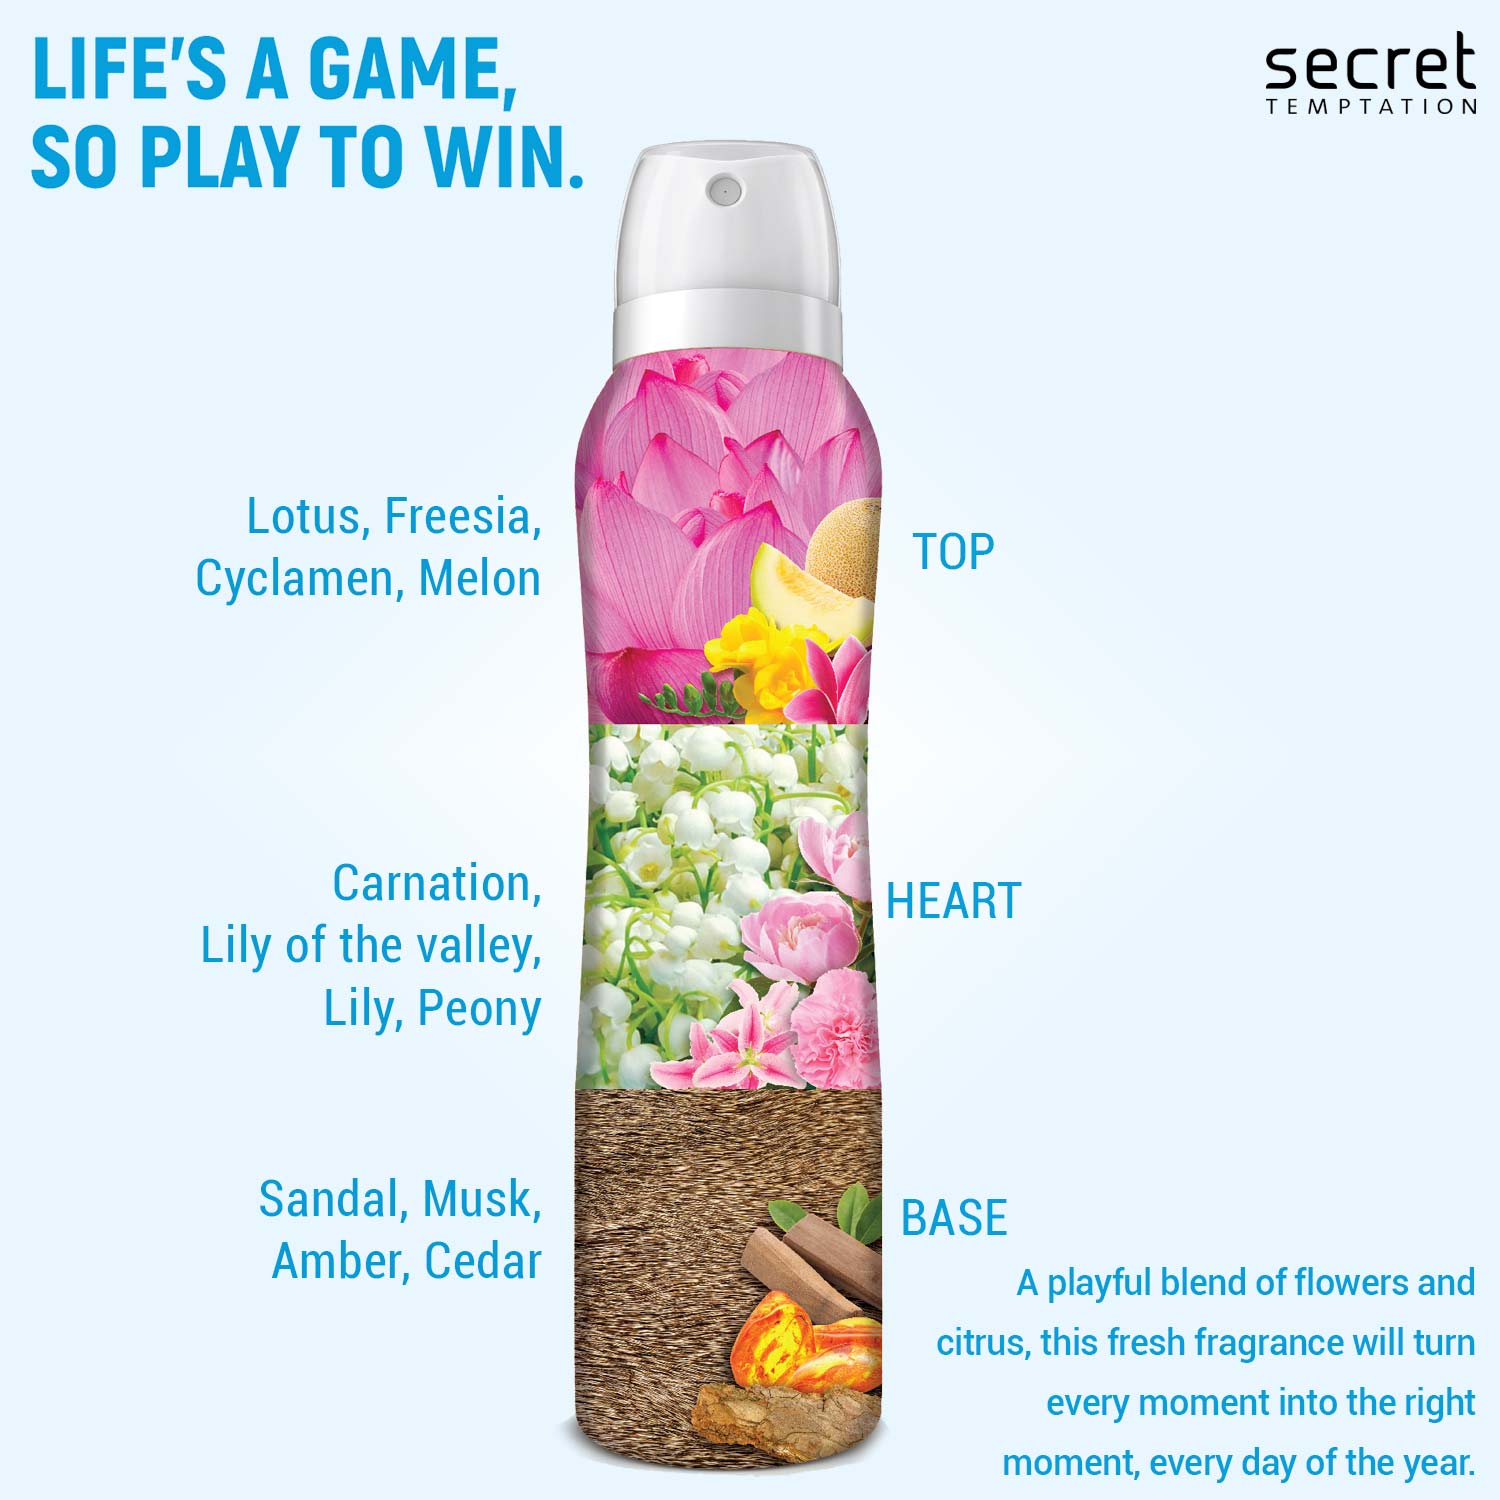 LIFE'S A GAME,
SO PLAY TO WIN.
secret
TEMPTATION
Lotus, Freesia,
Cyclamen, Melon
TOP
Carnation,
Lily of the valley,
Lily, Peony
HEART
Sandal, Musk,
Amber, Cedar
BASE
A playful blend of flowers and
citrus, this fresh fragrance will turn
every moment into the right
moment, every day of the year.